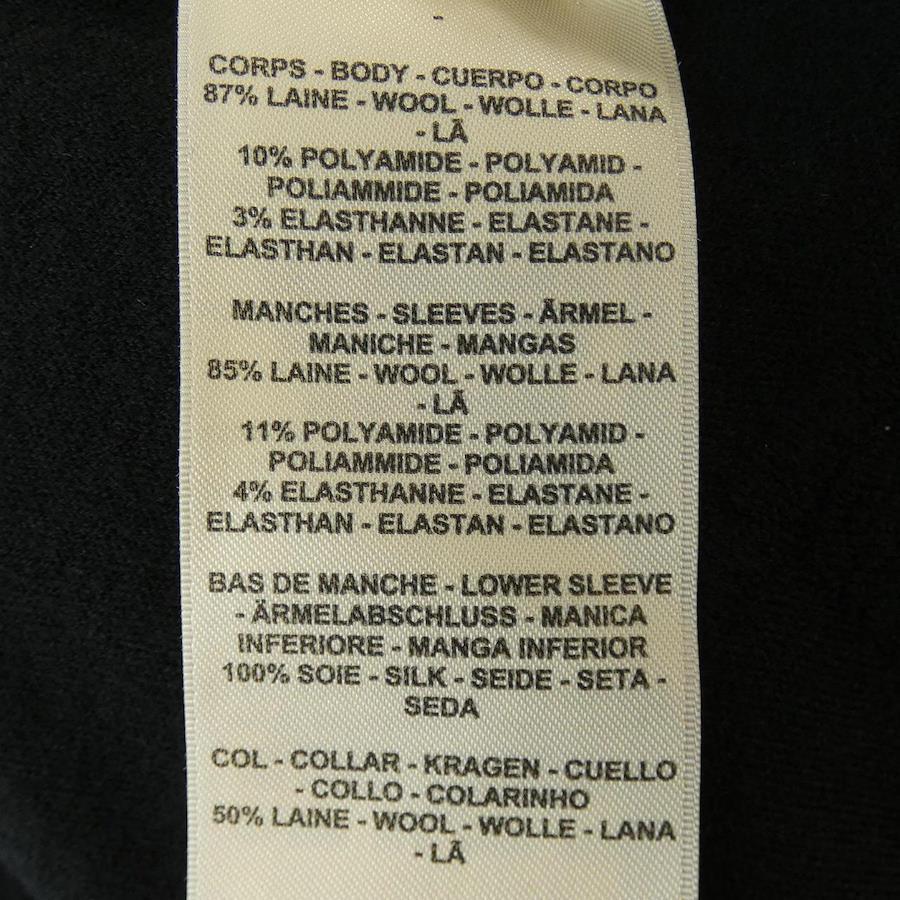 -
CORPS - BODY - CUERPO - CORPO
87% LAINE - WOOL - WOLLE - LANA
- LÃ
10% POLYAMIDE - POLYAMID -
POLIAMMIDE - POLIAMIDA
3% ELASTHANNE - ELASTANE -
ELASTHAN - ELASTAN - ELASTANO
MANCHES - SLEEVES - ÄRMEL -
MANICHE - MANGAS
85% LAINE - WOOL - WOLLE - LANA
- LÃ
11% POLYAMIDE - POLYAMID -
POLIAMMIDE - POLIAMIDA
4% ELASTHANNE - ELASTANE -
ELASTHAN - ELASTAN - ELASTANO
BAS DE MANCHE - LOWER SLEEVE
- ÄRMELABSCHLUSS - MANICA
INFERIORE - MANGA INFERIOR
100% SOIE - SILK - SEIDE - SETA -
SEDA
COL - COLLAR - KRAGEN - CUELLO
- COLLO - COLARINHO
50% LAINE - WOOL - WOLLE - LANA
- LÃ